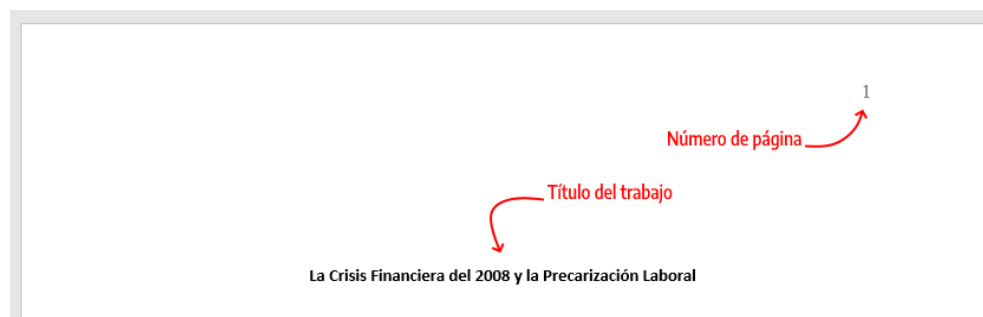 1
Número de página
Título del trabajo
La Crisis Financiera del 2008 y la Precarización Laboral